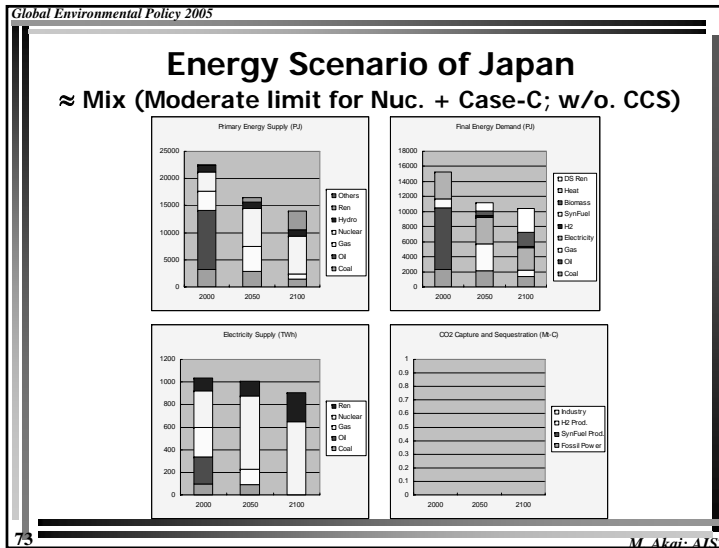 Global Environmental Policy 2005
Energy Scenario of Japan
≈ Mix (Moderate limit for Nuc. + Case-C; w/o. CCS)
Primary Energy Supply (PJ)
25000
20000
15000
10000
5000
0
2000 2050 2100
Others
Ren
Hydro
Nuclear
Gas
Oil
Coal
Final Energy Demand (PJ)
18000
16000
14000
12000
10000
8000
6000
4000
2000
0
2000 2050 2100
DS Ren
Heat
Biomass
SynFuel
H2
Electricity
Gas
Oil
Coal
Electricity Supply (TWh)
1200
1000
800
600
400
200
0
2000 2050 2100
Ren
Nuclear
Gas
Oil
Coal
CO2 Capture and Sequestration (Mt-C)
1
0.9
0.8
0.7
0.6
0.5
0.4
0.3
0.2
0.1
0
2000 2050 2100
Industry
H2 Prod.
SynFuel Prod.
Fossil Power
73
M. Akai; AIS